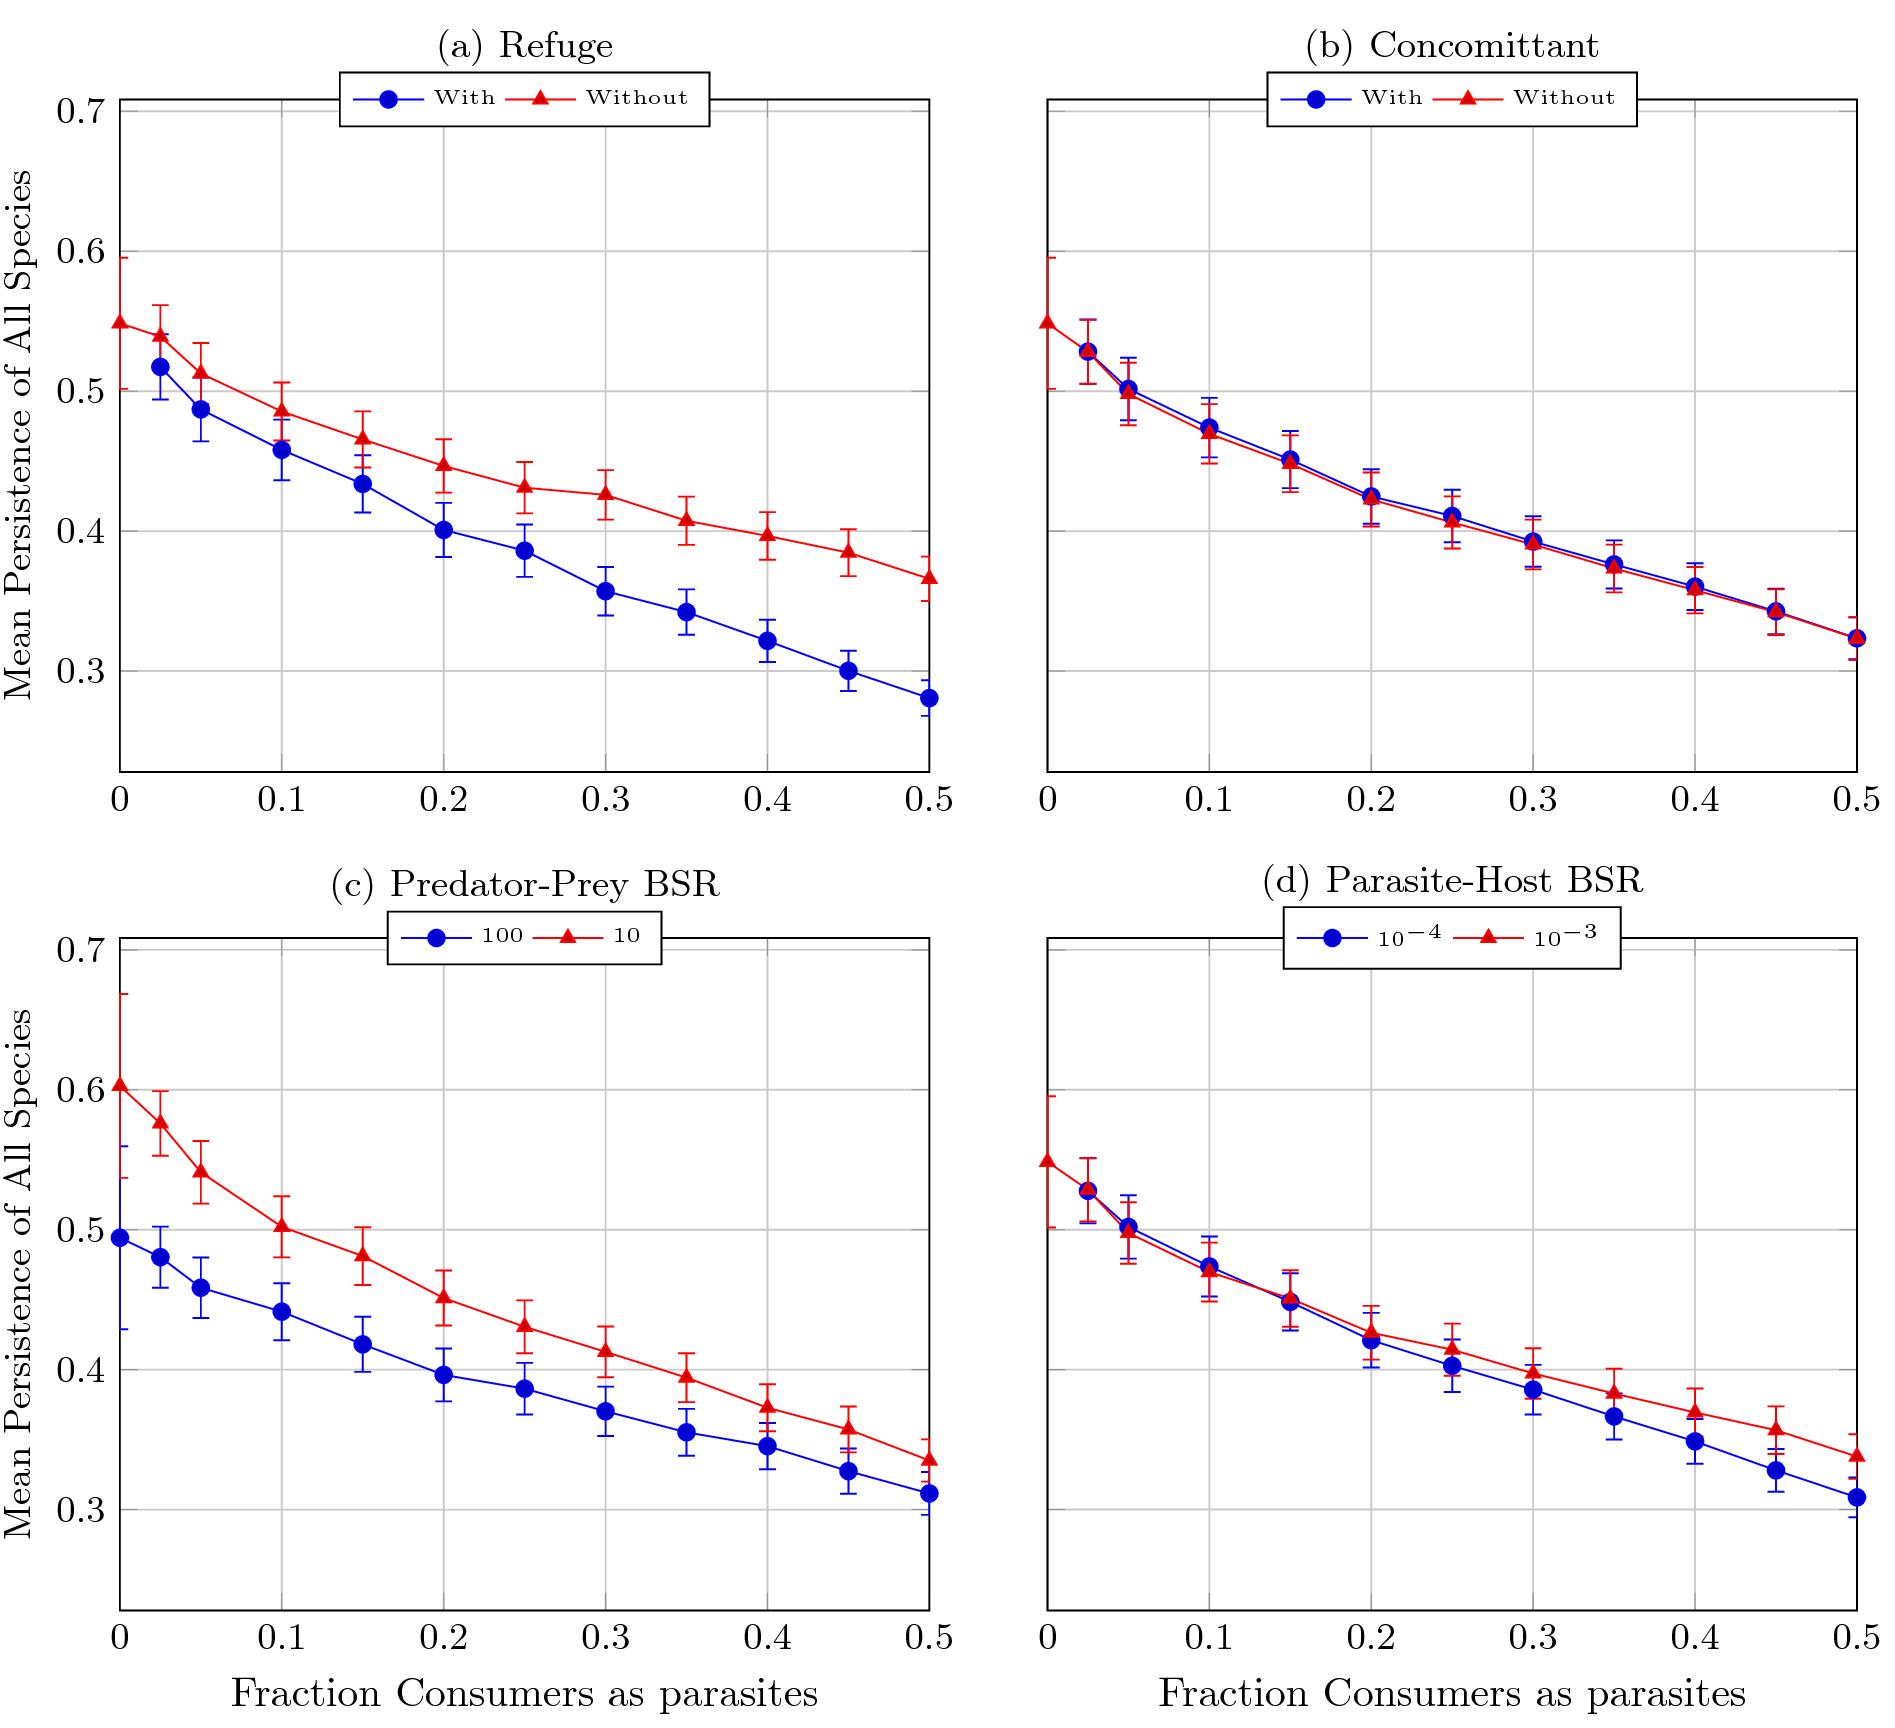 (a) Refuge
With Without
0.7
0.6
0.5
0.4
0.3
0 0.1 0.2 0.3 0.4 0.5
Mean Persistence of All Species
(b) Concomittant
With Without
0 0.1 0.2 0.3 0.4 0.5
(c) Predator-Prey BSR
100 10
0.7
0.6
0.5
0.4
0.3
0 0.1 0.2 0.3 0.4 0.5
Mean Persistence of All Species
Fraction Consumers as parasites
(d) Parasite-Host BSR
10⁻⁴ 10⁻³
0 0.1 0.2 0.3 0.4 0.5
Fraction Consumers as parasites